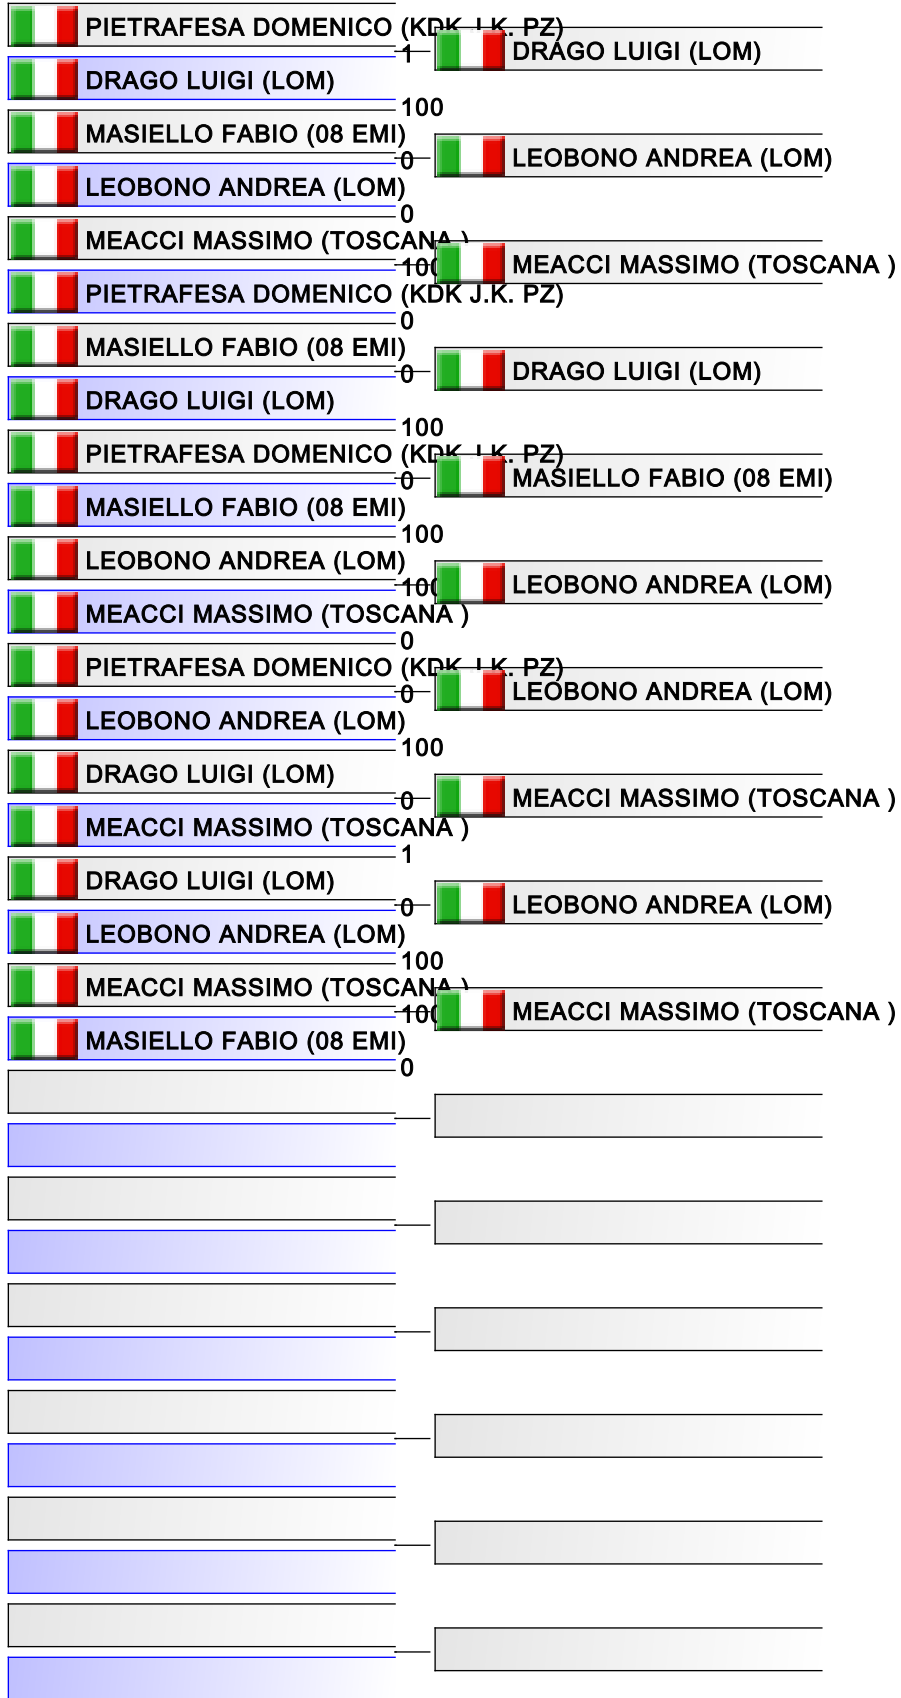 PIETRAFESA DOMENICO (KDK J.K. PZ)
1
DRAGO LUIGI (LOM)
DRAGO LUIGI (LOM)
100
MASIELLO FABIO (08 EMI)
0
LEOBONO ANDREA (LOM)
LEOBONO ANDREA (LOM)
0
MEACCI MASSIMO (TOSCANA )
100
MEACCI MASSIMO (TOSCANA )
PIETRAFESA DOMENICO (KDK J.K. PZ)
0
MASIELLO FABIO (08 EMI)
0
DRAGO LUIGI (LOM)
DRAGO LUIGI (LOM)
100
PIETRAFESA DOMENICO (KDK J.K. PZ)
0
MASIELLO FABIO (08 EMI)
MASIELLO FABIO (08 EMI)
100
LEOBONO ANDREA (LOM)
100
LEOBONO ANDREA (LOM)
MEACCI MASSIMO (TOSCANA )
0
PIETRAFESA DOMENICO (KDK J.K. PZ)
0
LEOBONO ANDREA (LOM)
LEOBONO ANDREA (LOM)
100
DRAGO LUIGI (LOM)
0
MEACCI MASSIMO (TOSCANA )
MEACCI MASSIMO (TOSCANA )
1
DRAGO LUIGI (LOM)
0
LEOBONO ANDREA (LOM)
LEOBONO ANDREA (LOM)
100
MEACCI MASSIMO (TOSCANA )
100
MEACCI MASSIMO (TOSCANA )
MASIELLO FABIO (08 EMI)
0